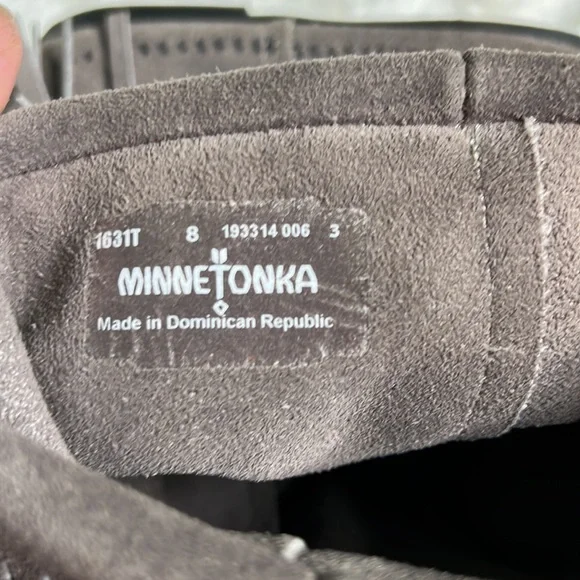 1631T 8 193314 006 3
MINNETONKA
Made in Dominican Republic